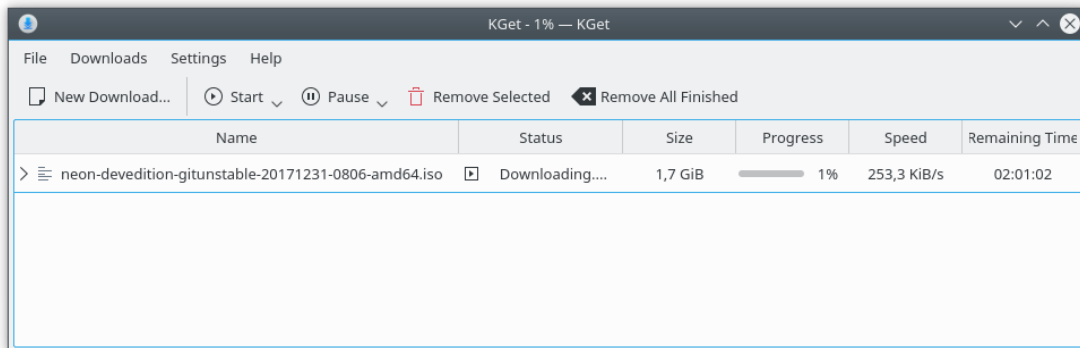 KGet - 1% — KGet
File Downloads Settings Help
New Download... Start Pause Remove Selected Remove All Finished
Name Status Size Progress Speed Remaining Time
neon-devedition-gitunstable-20171231-0806-amd64.iso Downloading.... 1,7 GiB 1% 253,3 KiB/s 02:01:02